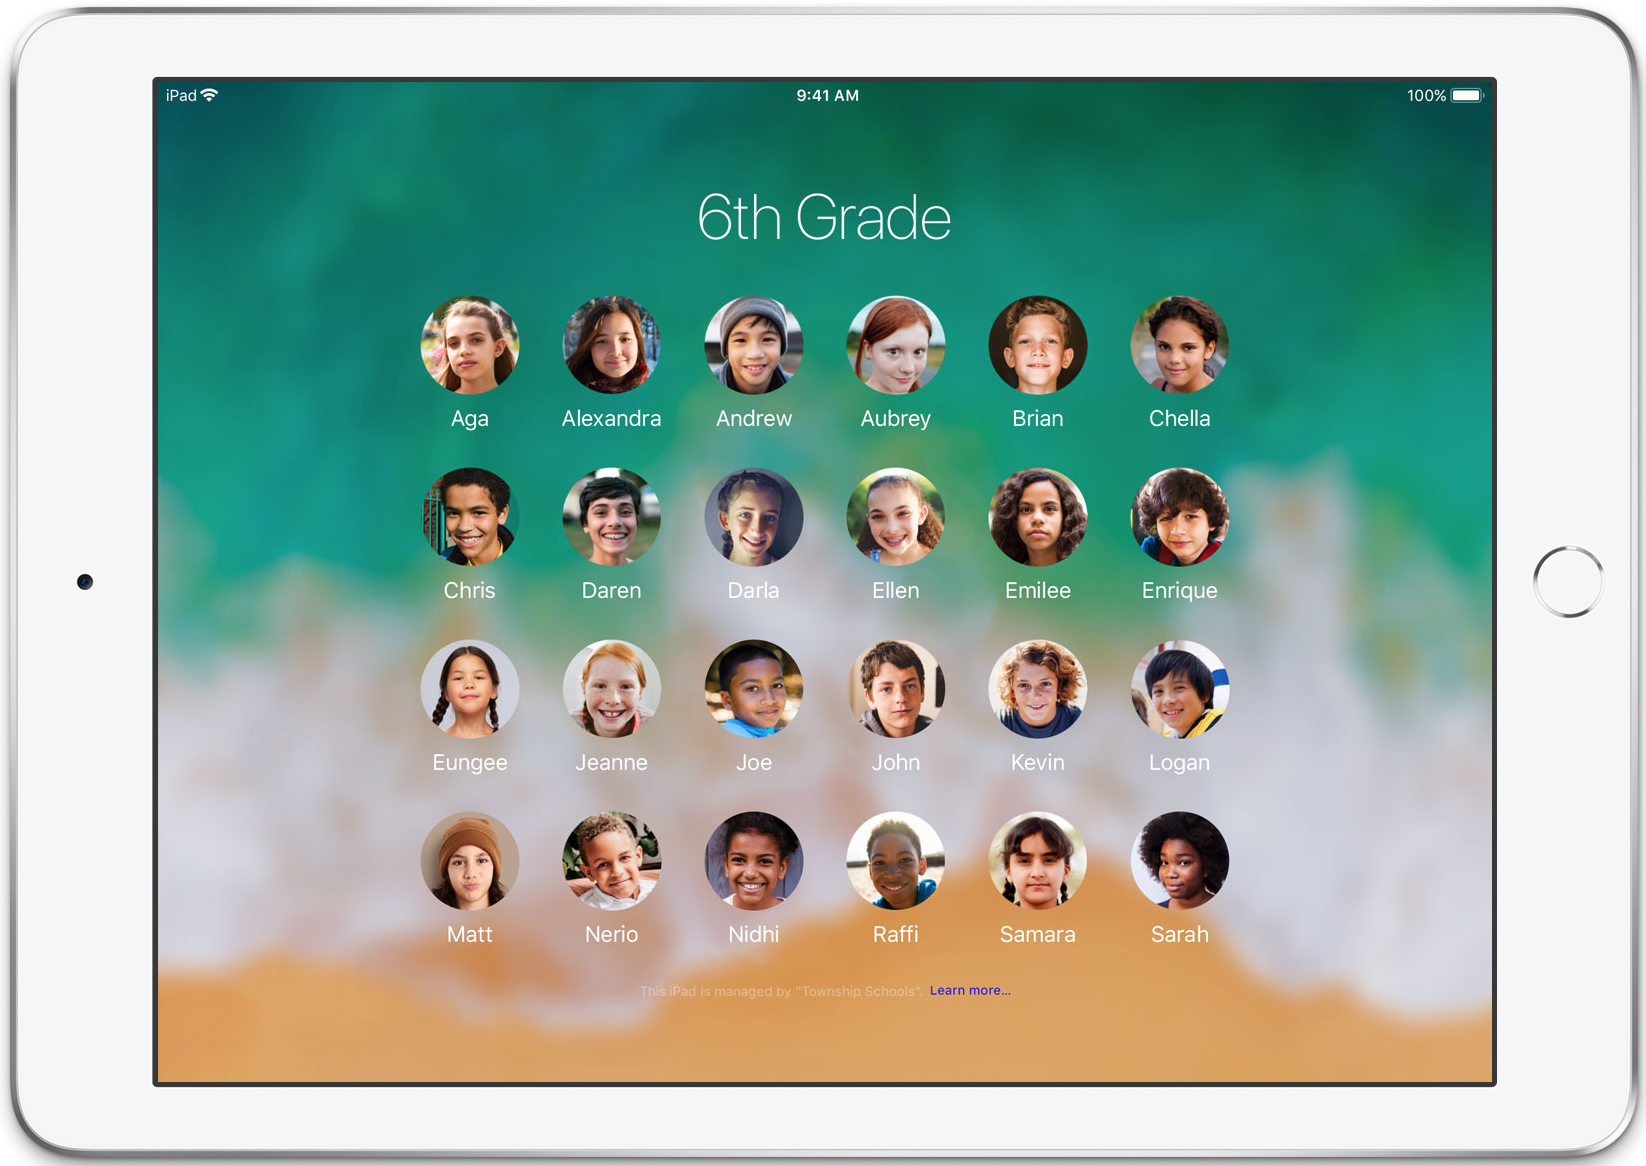 iPad 9:41 AM 100%
6th Grade
Aga Alexandra Andrew Aubrey Brian Chella
Chris Daren Darla Ellen Emilee Enrique
Eungee Jeanne Joe John Kevin Logan
Matt Nerio Nidhi Raffi Samara Sarah
This iPad is managed by “Township Schools”. Learn more...